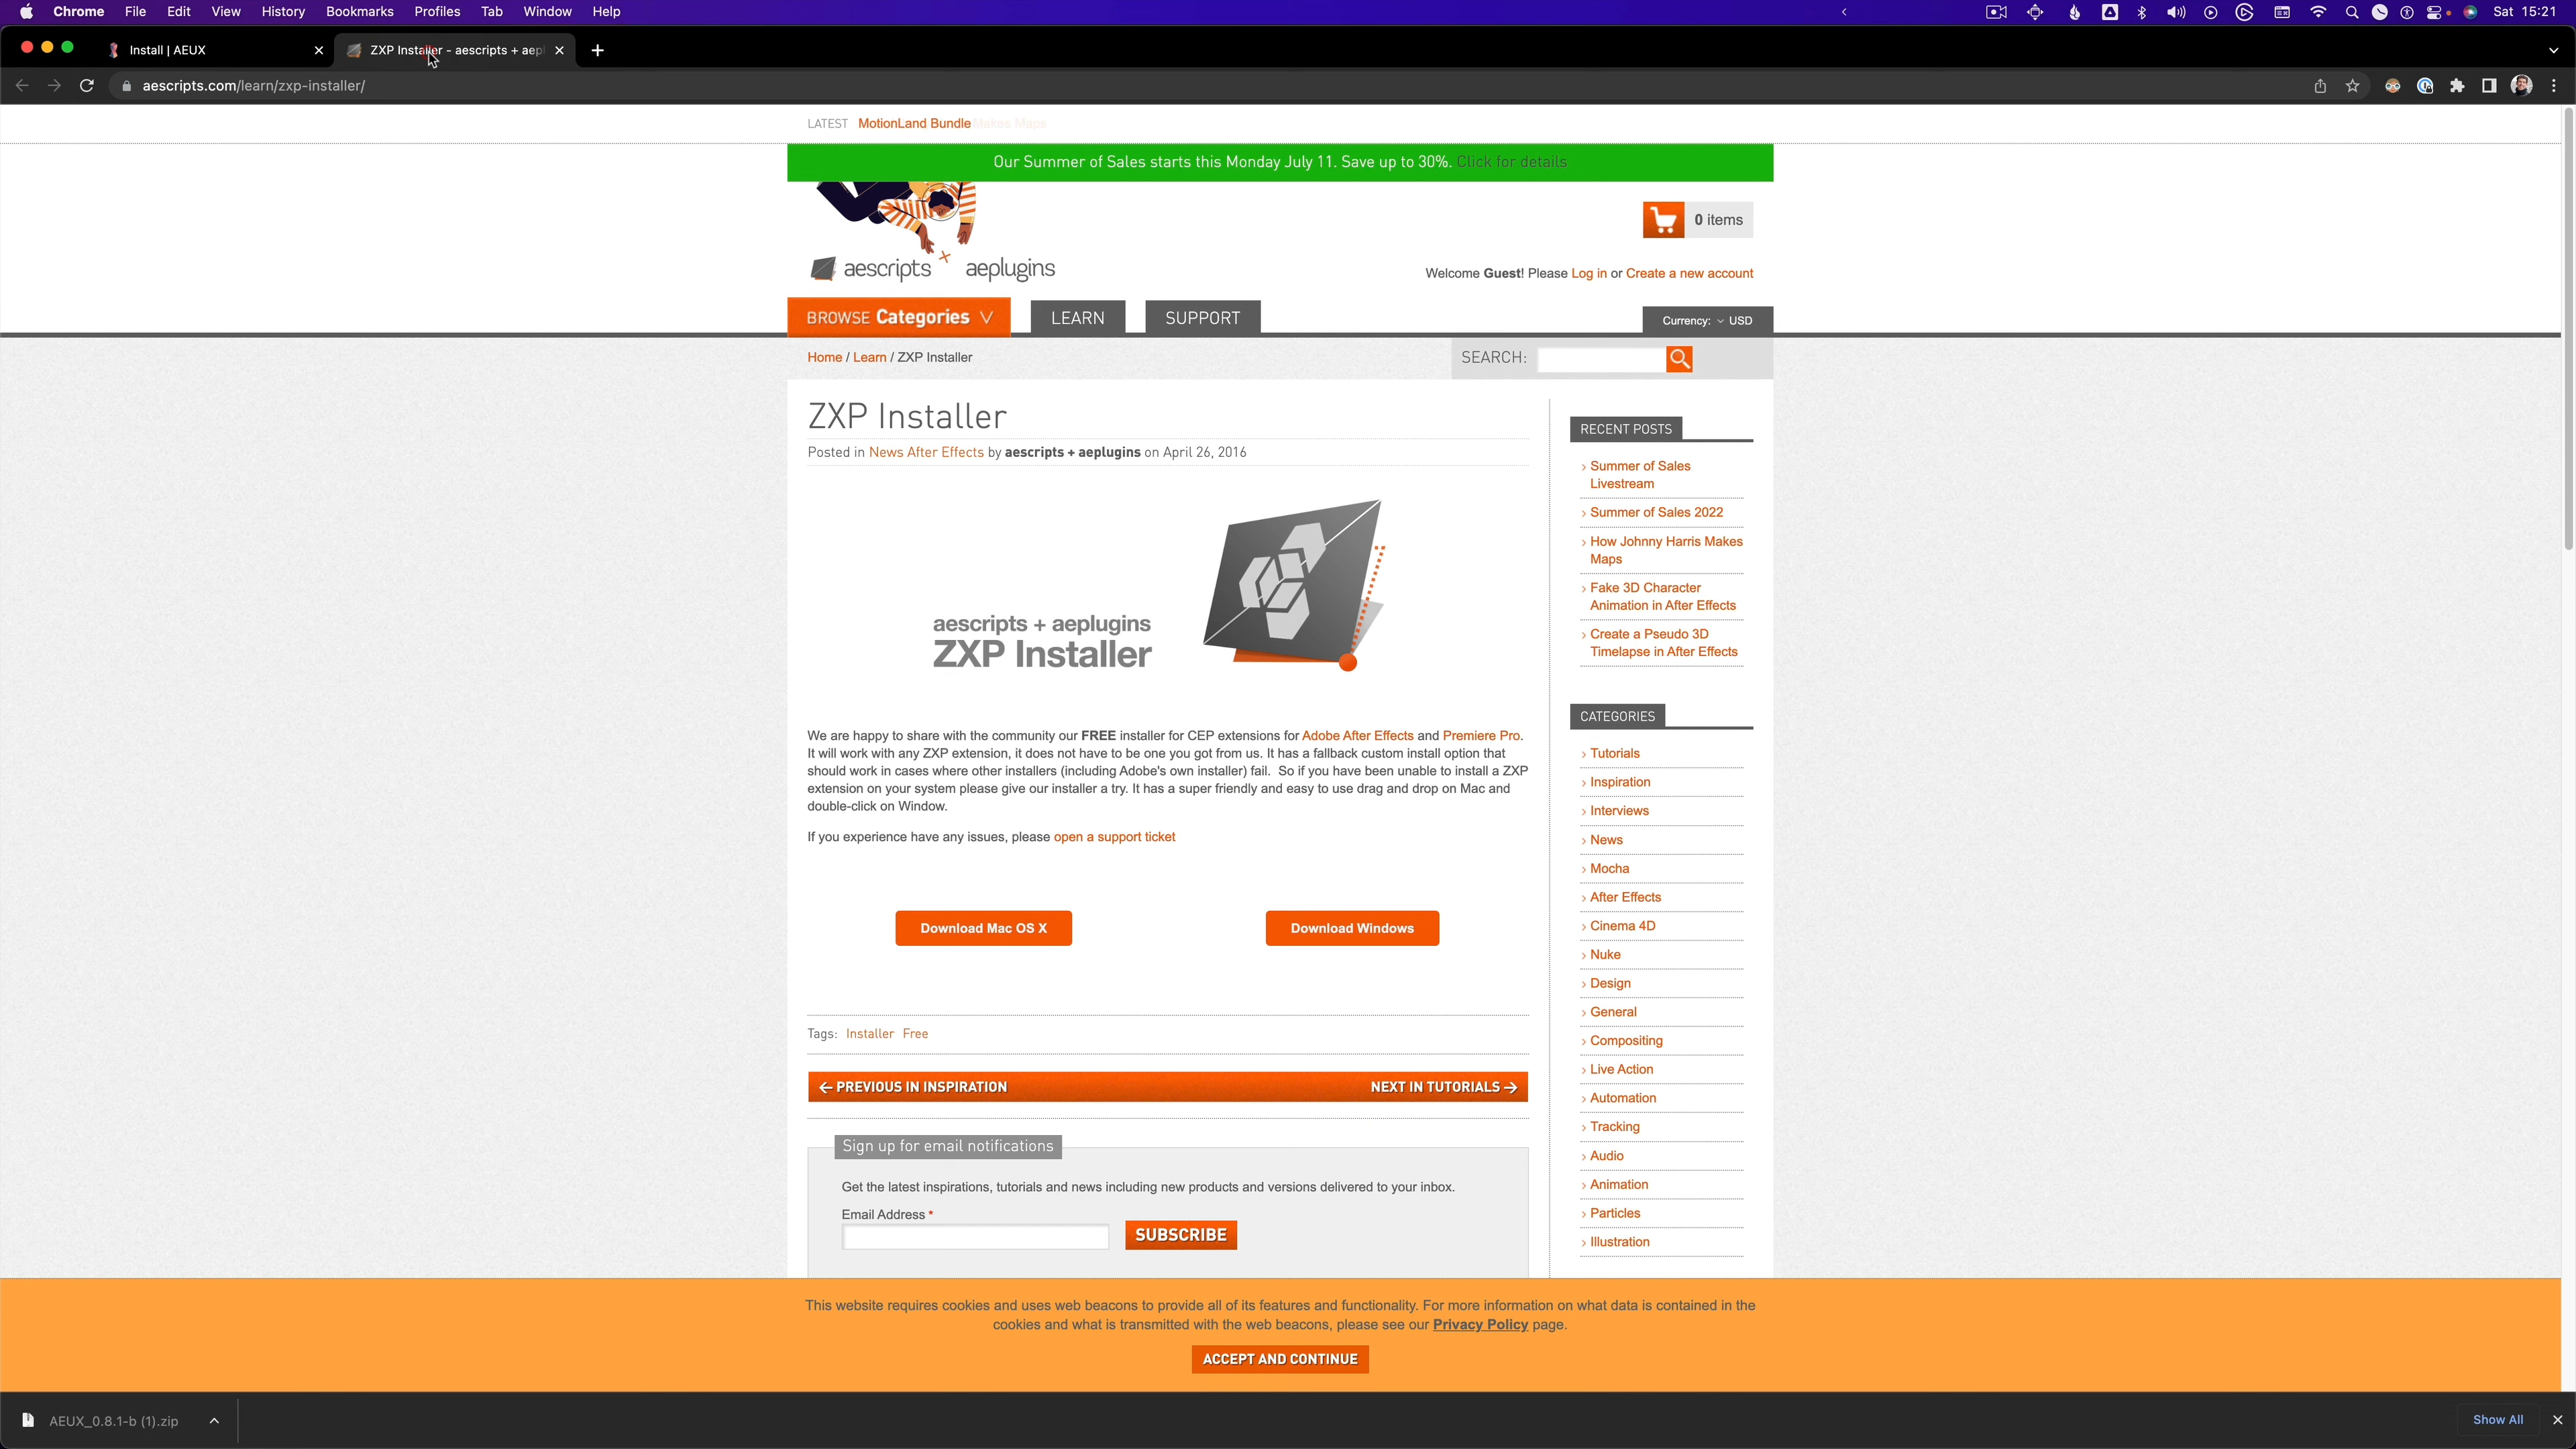 Chrome File Edit View History Bookmarks Profiles Tab Window Help
Sat 15:21
Install | AEUX
ZXP Installer - aescripts + aepl
aescripts.com/learn/zxp-installer/
LATEST MotionLand Bundle Makes Maps
Our Summer of Sales starts this Monday July 11. Save up to 30%. Click for details
0 items
aescripts + aeplugins
Welcome Guest! Please Log in or Create a new account
BROWSE Categories V
LEARN
SUPPORT
Currency: USD
Home / Learn / ZXP Installer
SEARCH:
ZXP Installer
Posted in News After Effects by aescripts + aeplugins on April 26, 2016
aescripts + aeplugins
ZXP Installer
We are happy to share with the community our FREE installer for CEP extensions for Adobe After Effects and Premiere Pro.
It will work with any ZXP extension, it does not have to be one you got from us. It has a fallback custom install option that
should work in cases where other installers (including Adobe's own installer) fail. So if you have been unable to install a ZXP
extension on your system please give our installer a try. It has a super friendly and easy to use drag and drop on Mac and
double-click on Window.
If you experience have any issues, please open a support ticket
Download Mac OS X
Download Windows
Tags: Installer Free
← PREVIOUS IN INSPIRATION
NEXT IN TUTORIALS →
Sign up for email notifications
Get the latest inspirations, tutorials and news including new products and versions delivered to your inbox.
Email Address *
SUBSCRIBE
RECENT POSTS
› Summer of Sales
Livestream
› Summer of Sales 2022
› How Johnny Harris Makes
Maps
› Fake 3D Character
Animation in After Effects
› Create a Pseudo 3D
Timelapse in After Effects
CATEGORIES
› Tutorials
› Inspiration
› Interviews
› News
› Mocha
› After Effects
› Cinema 4D
› Nuke
› Design
› General
› Compositing
› Live Action
› Automation
› Tracking
› Audio
› Animation
› Particles
› Illustration
This website requires cookies and uses web beacons to provide all of its features and functionality. For more information on what data is contained in the
cookies and what is transmitted with the web beacons, please see our Privacy Policy page.
ACCEPT AND CONTINUE
AEUX_0.8.1-b (1).zip
Show All